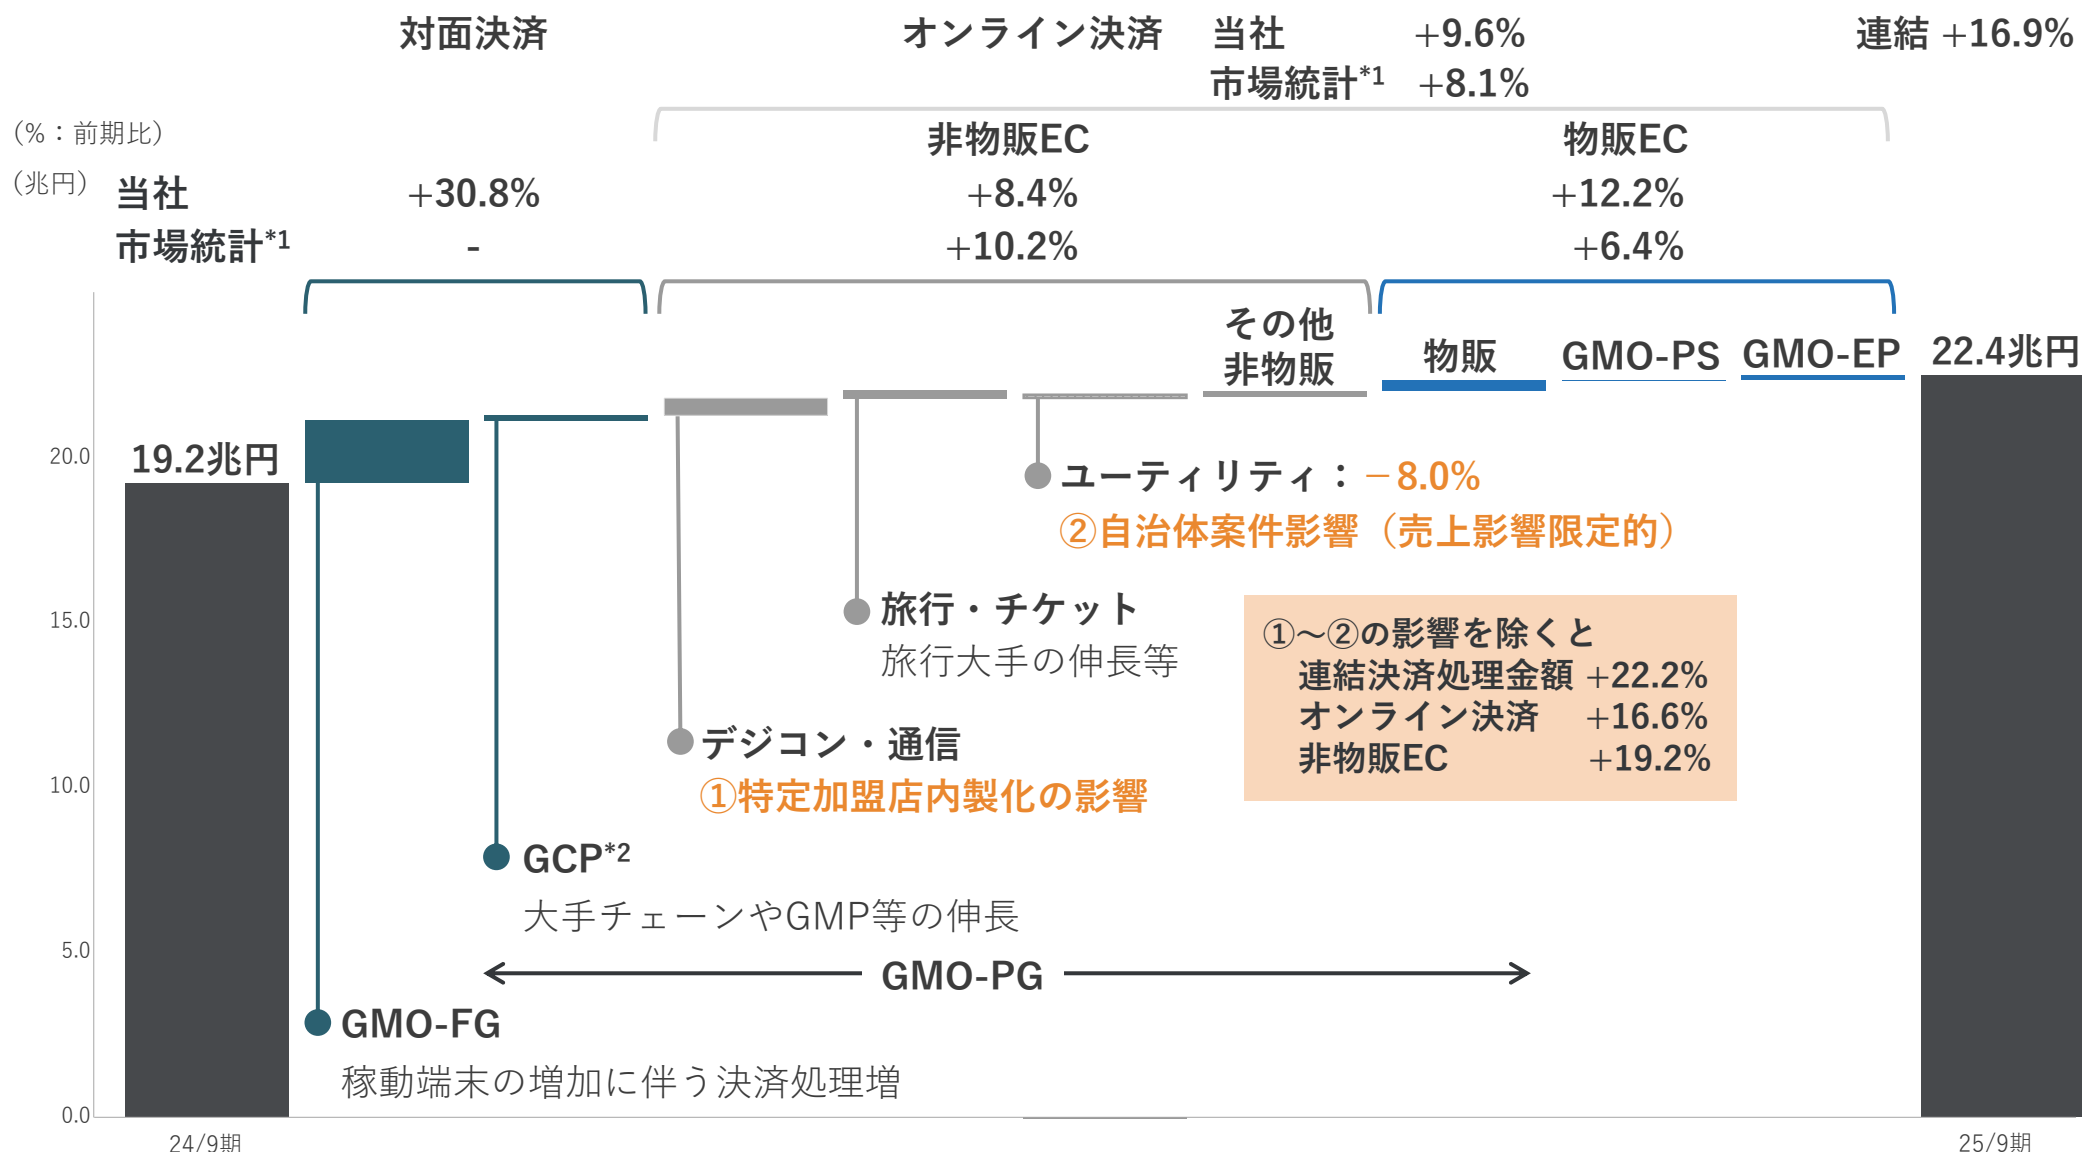 対面決済
オンライン決済 当社 +9.6%
市場統計*1 +8.1%
連結 +16.9%
（%：前期比）
（兆円）
非物販EC
物販EC
当社 +30.8% +8.4% +12.2%
市場統計*1 - +10.2% +6.4%
その他
非物販
物販
GMO-PS
GMO-EP
22.4兆円
19.2兆円
20.0
15.0
10.0
5.0
0.0
ユーティリティ：－8.0%
②自治体案件影響（売上影響限定的）
旅行・チケット
旅行大手の伸長等
①～②の影響を除くと
連結決済処理金額 +22.2%
オンライン決済 +16.6%
非物販EC +19.2%
デジコン・通信
①特定加盟店内製化の影響
GCP*2
大手チェーンやGMP等の伸長
GMO-PG
GMO-FG
稼動端末の増加に伴う決済処理増
24/9期
25/9期